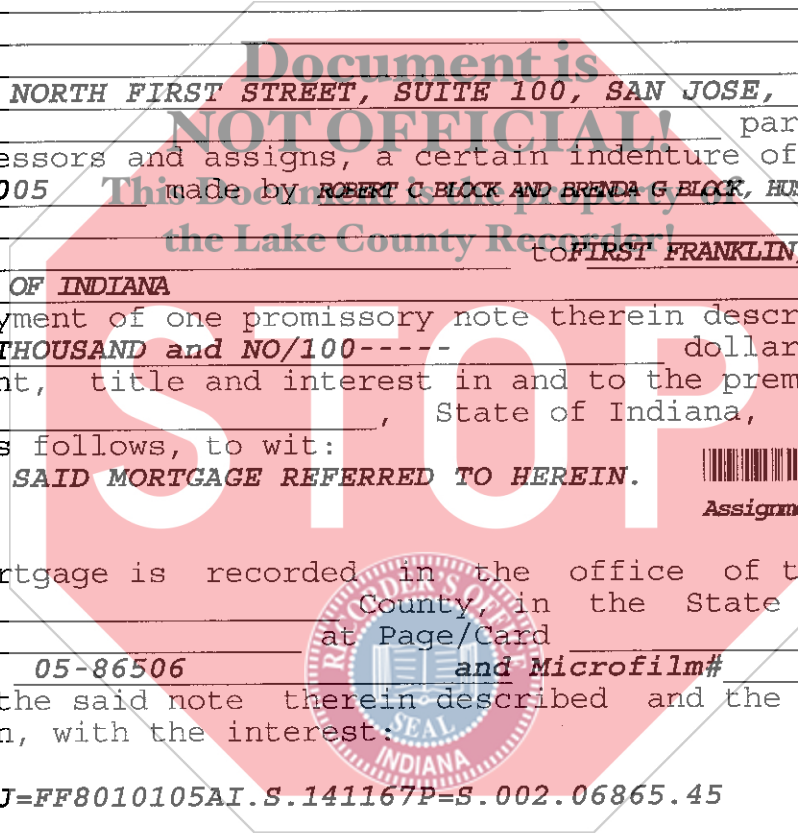 Document is
NORTH FIRST STREET, SUITE 100, SAN JOSE,
NOT OFFICIAL!
par
essors and assigns, a certain indenture of
005 made by ROBERT C BLOCK AND BRENDA G BLOCK, HUS
This Document is the property of
the Lake County Recorder!
to FIRST FRANKLIN,
OF INDIANA
yment of one promissory note therein descr
THOUSAND and NO/100-----
dollar
nt, title and interest in and to the prem
, State of Indiana,
s follows, to wit:
SAID MORTGAGE REFERRED TO HEREIN.
Assignme
STOP
rtgage is recorded in the office of t
County, in the State
at Page/Card
05-86506 and Microfilm#
the said note therein described and the
n, with the interest:
RECORDER'S OFFICE
SEAL
INDIANA
J=FF8010105AI.S.141167P=S.002.06865.45